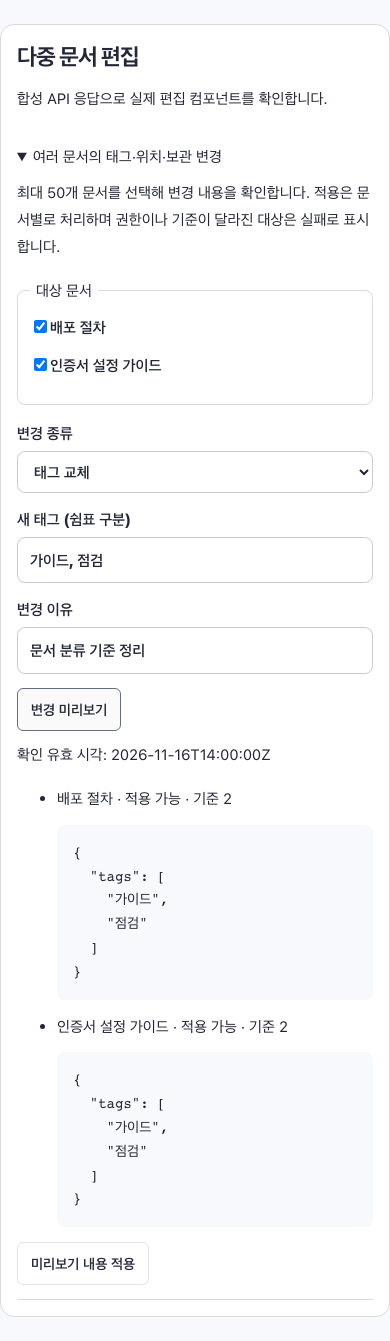 다중 문서 편집
합성 API 응답으로 실제 편집 컴포넌트를 확인합니다.
▼ 여러 문서의 태그·위치·보관 변경
최대 50개 문서를 선택해 변경 내용을 확인합니다. 적용은 문
서별로 처리하며 권한이나 기준이 달라진 대상은 실패로 표시
합니다.
대상 문서
배포 절차
인증서 설정 가이드
변경 종류
태그 교체
새 태그 (쉼표 구분)
가이드, 점검
변경 이유
문서 분류 기준 정리
변경 미리보기
확인 유효 시각: 2026-11-16T14:00:00Z
• 배포 절차 · 적용 가능 · 기준 2
{
  "tags": [
    "가이드",
    "점검"
  ]
}
• 인증서 설정 가이드 · 적용 가능 · 기준 2
{
  "tags": [
    "가이드",
    "점검"
  ]
}
미리보기 내용 적용